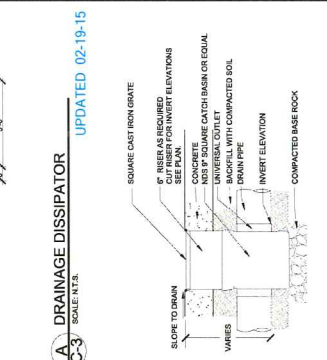 A
C-3
DRAINAGE DISSIPATOR
SCALE: N.T.S.
UPDATED 02-19-15
SQUARE CAST IRON GRATE
6" RISER AS REQUIRED
CUT RISER FOR INVERT ELEVATIONS
SEE PLAN.
CONCRETE
NDS 9" SQUARE CATCH BASIN OR EQUAL
UNIVERSAL OUTLET
BACKFILL WITH COMPACTED SOIL
DRAIN PIPE
INVERT ELEVATION
COMPACTED BASE ROCK
SLOPE TO DRAIN
VARIES